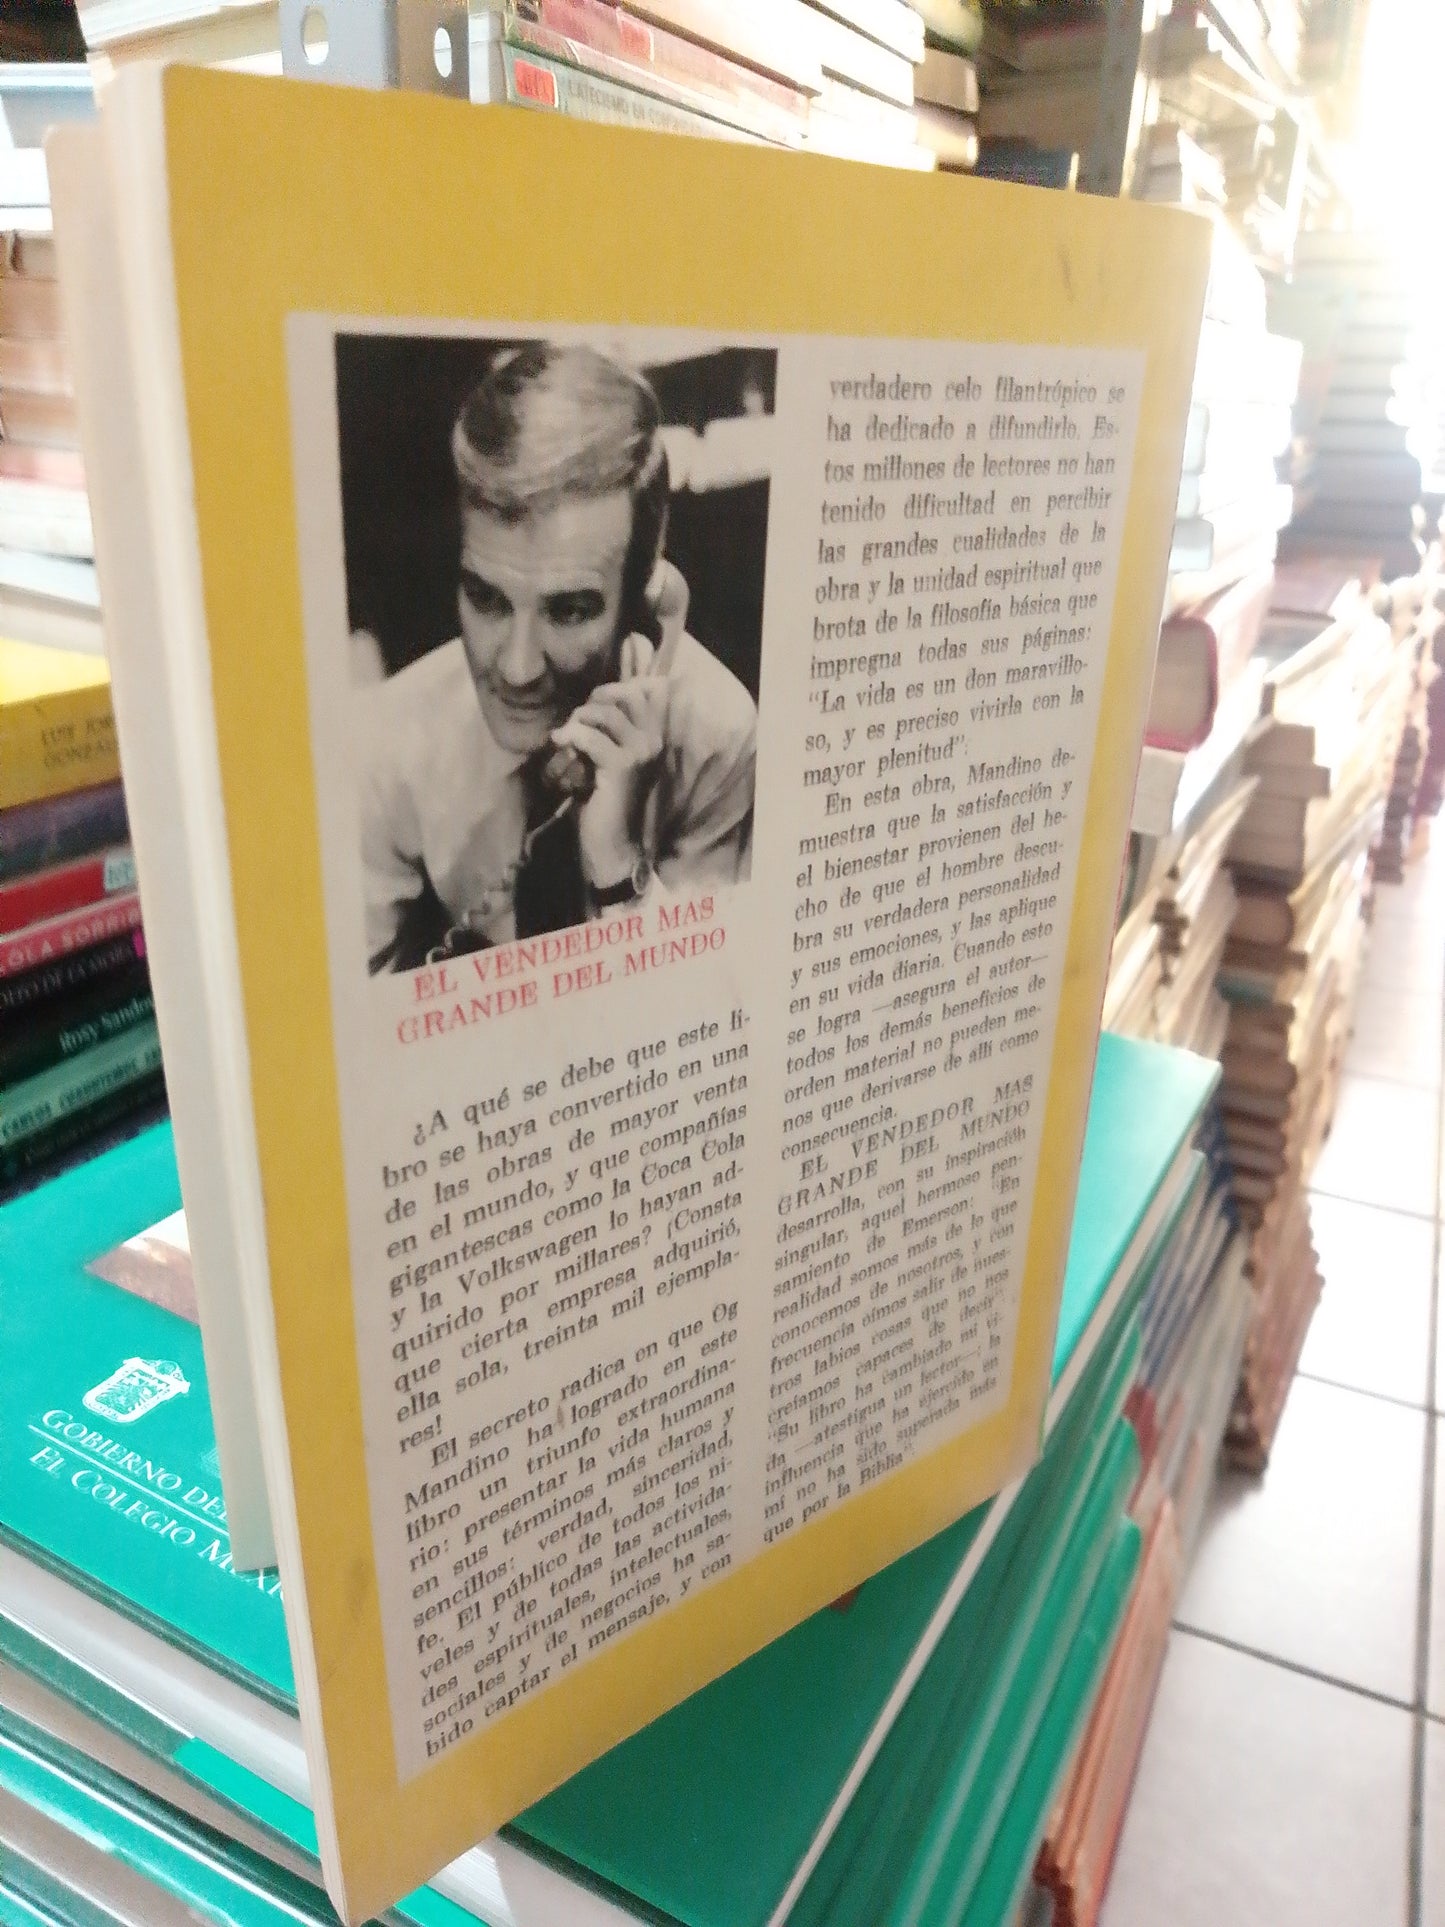 CATECISMO DE
EL VENDEDOR MAS
GRANDE DEL MUNDO
¿A qué se debe que este li-
bro se haya convertido en una
de las obras de mayor venta
en el mundo, y que compañías
gigantescas como la Coca Cola
y la Volkswagen lo hayan ad-
quirido por millares? ¡Consta
que cierta empresa adquirió,
ella sola, treinta mil ejempla-
res!
El secreto radica en que Og
Mandino ha logrado en este
libro un triunfo extraordina-
rio: presentar la vida humana
en sus términos más claros y
sencillos: verdad, sinceridad,
fe. El público de todos los ni-
veles y de todas las activida-
des espirituales, intelectuales,
sociales y de negocios ha sa-
bido captar el mensaje, y con
verdadero celo filantrópico se
ha dedicado a difundirlo. Es-
tos millones de lectores no han
tenido dificultad en percibir
las grandes cualidades de la
obra y la unidad espiritual que
brota de la filosofía básica que
impregna todas sus páginas:
“La vida es un don maravillo-
so, y es preciso vivirla con la
mayor plenitud”.
En esta obra, Mandino de-
muestra que la satisfacción y
el bienestar provienen del he-
cho de que el hombre descu-
bra su verdadera personalidad
y sus emociones, y las aplique
en su vida diaria. Cuando esto
se logra —asegura el autor—
todos los demás beneficios de
orden material no pueden me-
nos que derivarse de allí como
consecuencia.
EL VENDEDOR MAS
GRANDE DEL MUNDO
desarrolla, con su inspiración
singular, aquel hermoso pen-
samiento de Emerson: “En
realidad somos más de lo que
conocemos de nosotros, y con
frecuencia oímos salir de nues-
tros labios cosas que no nos
creíamos capaces de decir”.
“Su libro ha cambiado mi vi-
da —atestigua un lector—; la
influencia que ha ejercido en
mí no ha sido superada más
que por la Biblia”.
LUIS JOR
GONZAL
Rosy Sandov
CARLOS CUAUHTEMOC
GOBIERNO DEL
EL COLEGIO MEXI